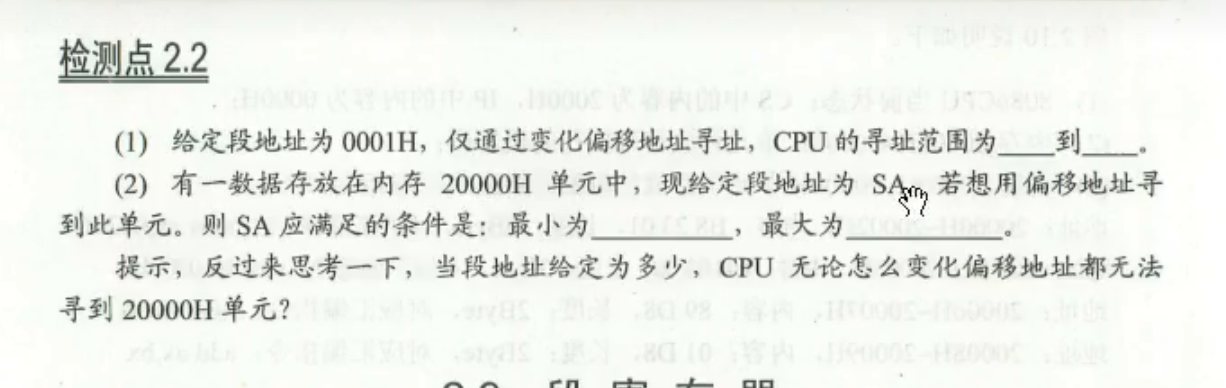 检测点 2.2
(1) 给定段地址为 0001H，仅通过变化偏移地址寻址，CPU 的寻址范围为____到____。
(2) 有一数据存放在内存 20000H 单元中，现给定段地址为 SA，若想用偏移地址寻
到此单元。则 SA 应满足的条件是：最小为__________，最大为__________。
提示，反过来思考一下，当段地址给定为多少，CPU 无论怎么变化偏移地址都无法
寻到 20000H 单元？